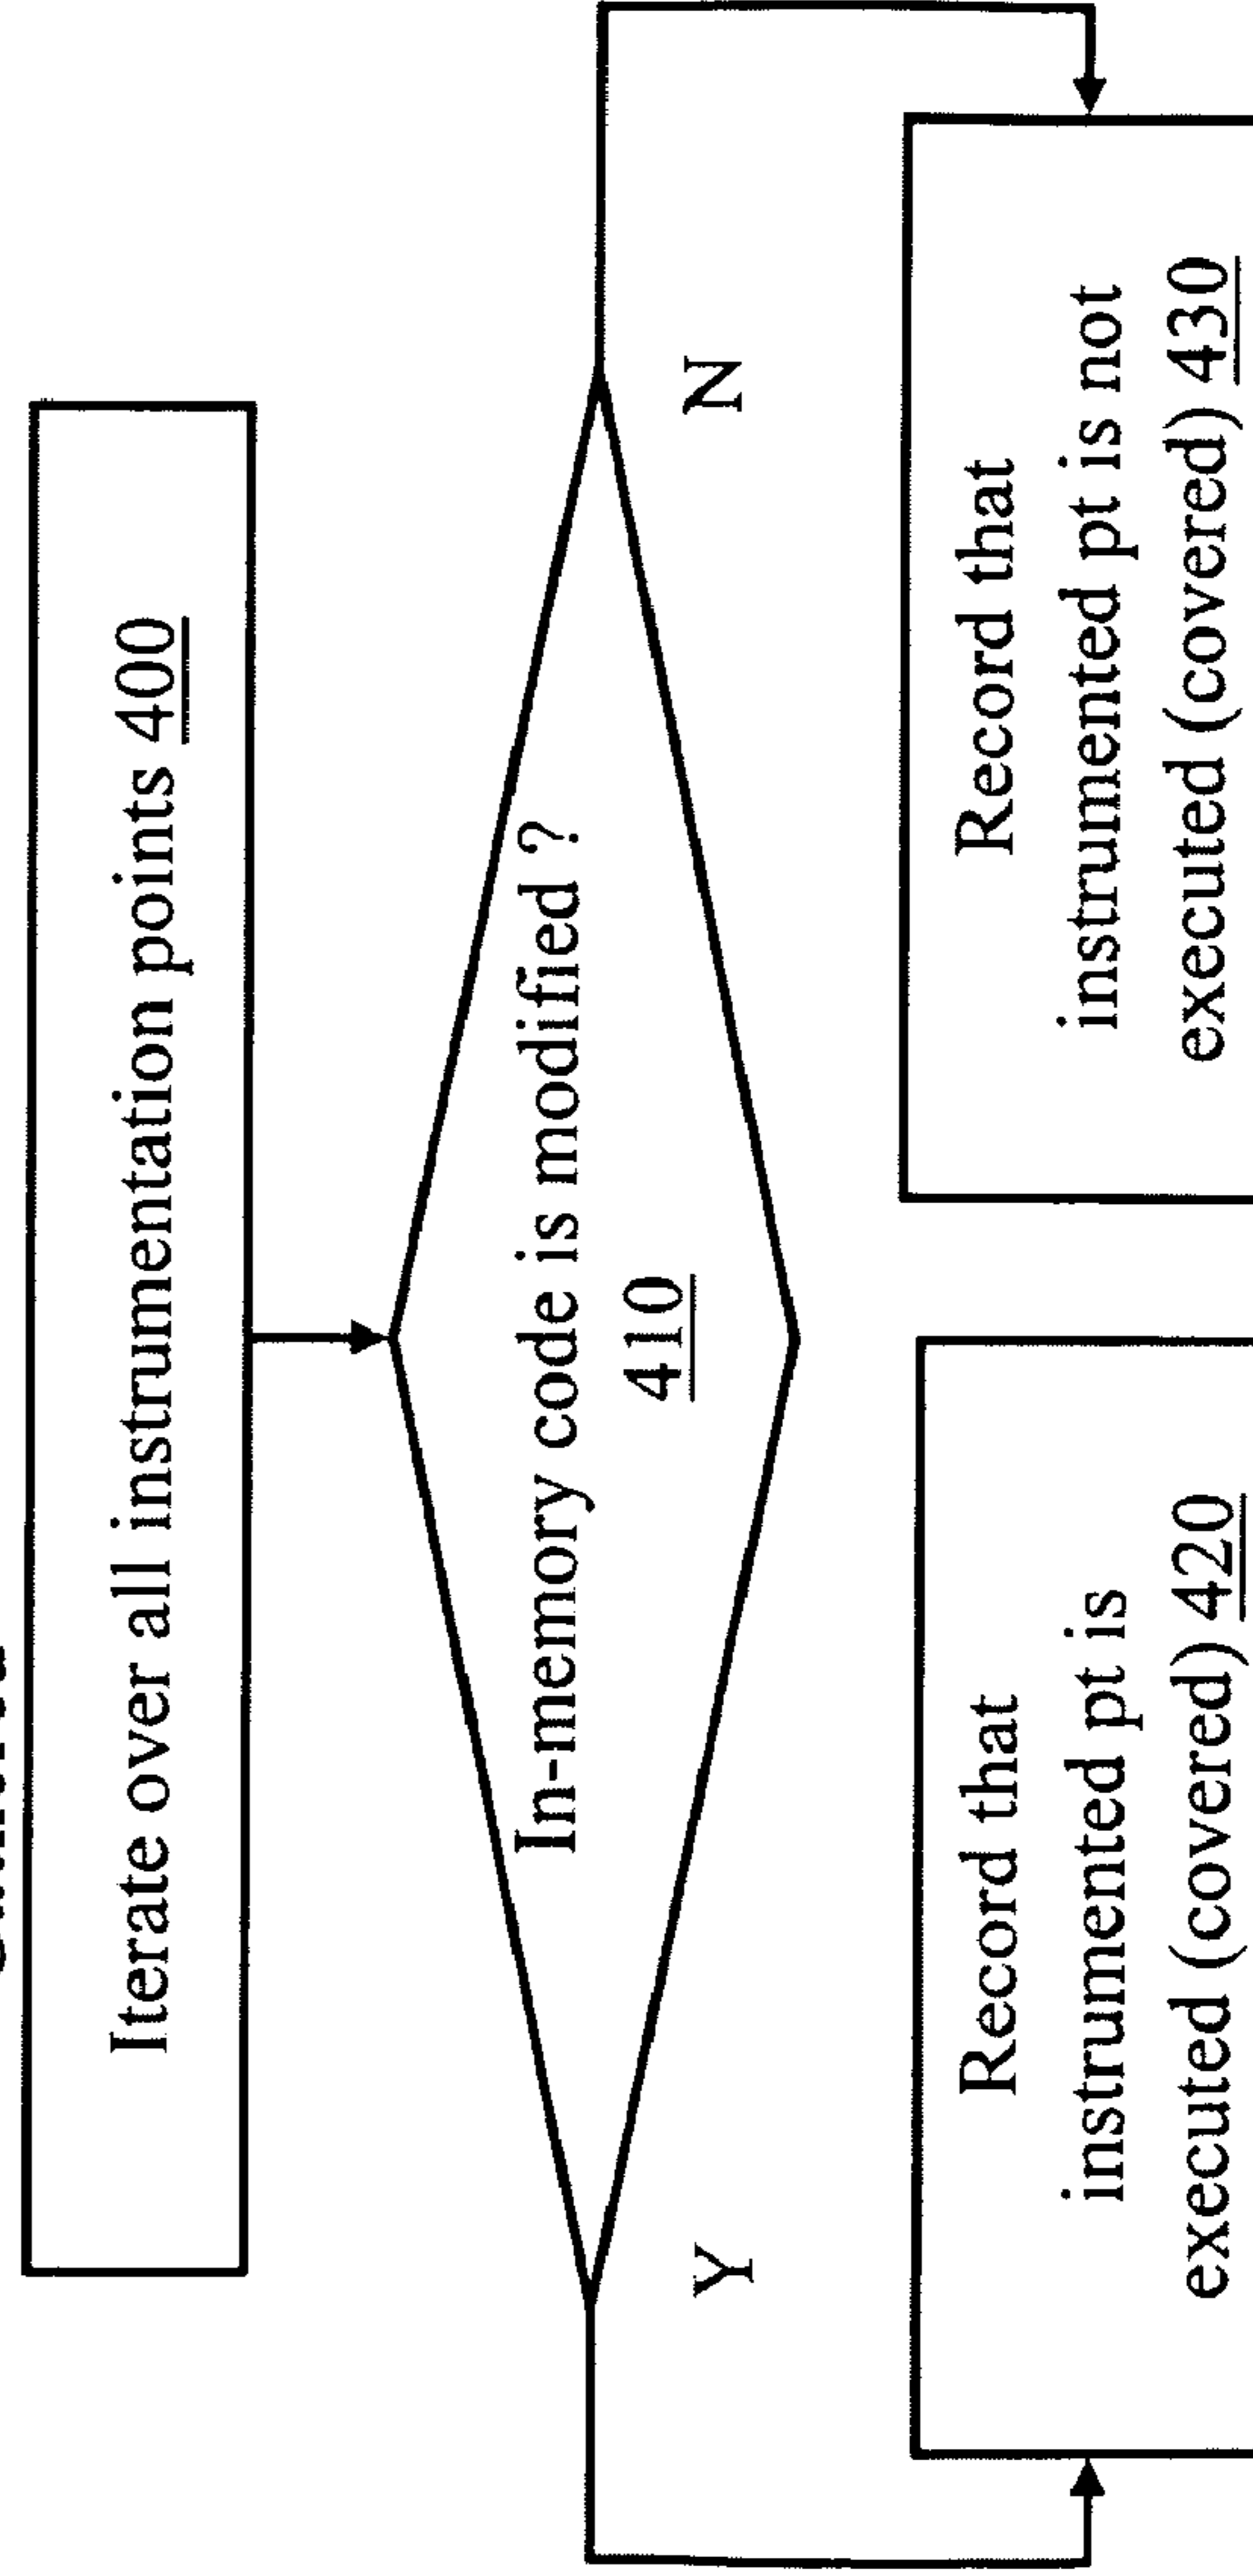 Iterate over all instrumentation points 400
In-memory code is modified ?
410
Y
N
Record that
instrumented pt is
executed (covered) 420
Record that
instrumented pt is not
executed (covered) 430